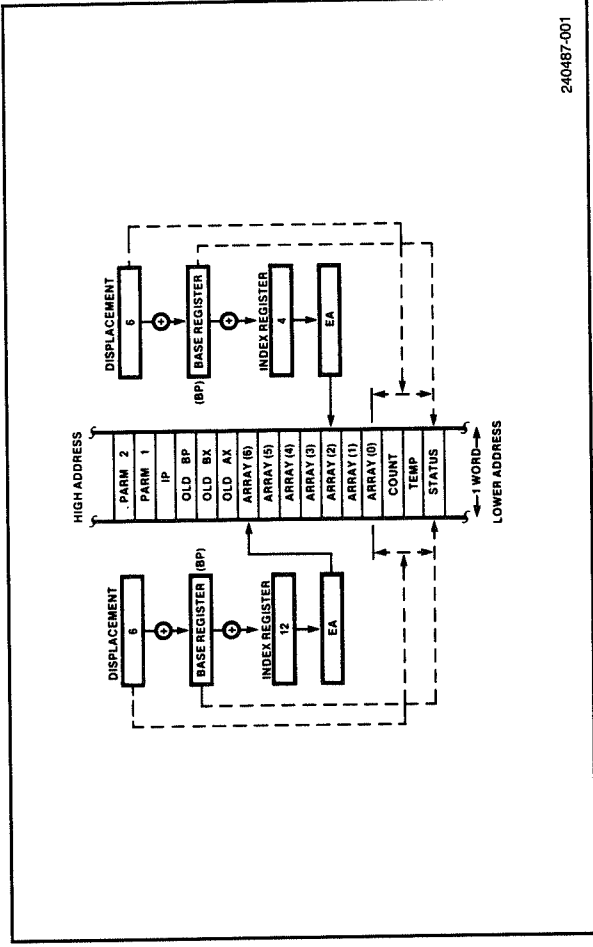 HIGH ADDRESS
DISPLACEMENT
6
BASE REGISTER (BP)
INDEX REGISTER
12
EA
PARM 2
PARM 1
IP
OLD BP
OLD BX
OLD AX
ARRAY (6)
ARRAY (5)
ARRAY (4)
ARRAY (3)
ARRAY (2)
ARRAY (1)
ARRAY (0)
COUNT
TEMP
STATUS
1 WORD
LOWER ADDRESS
DISPLACEMENT
6
(BP) BASE REGISTER
INDEX REGISTER
4
EA
240487-001